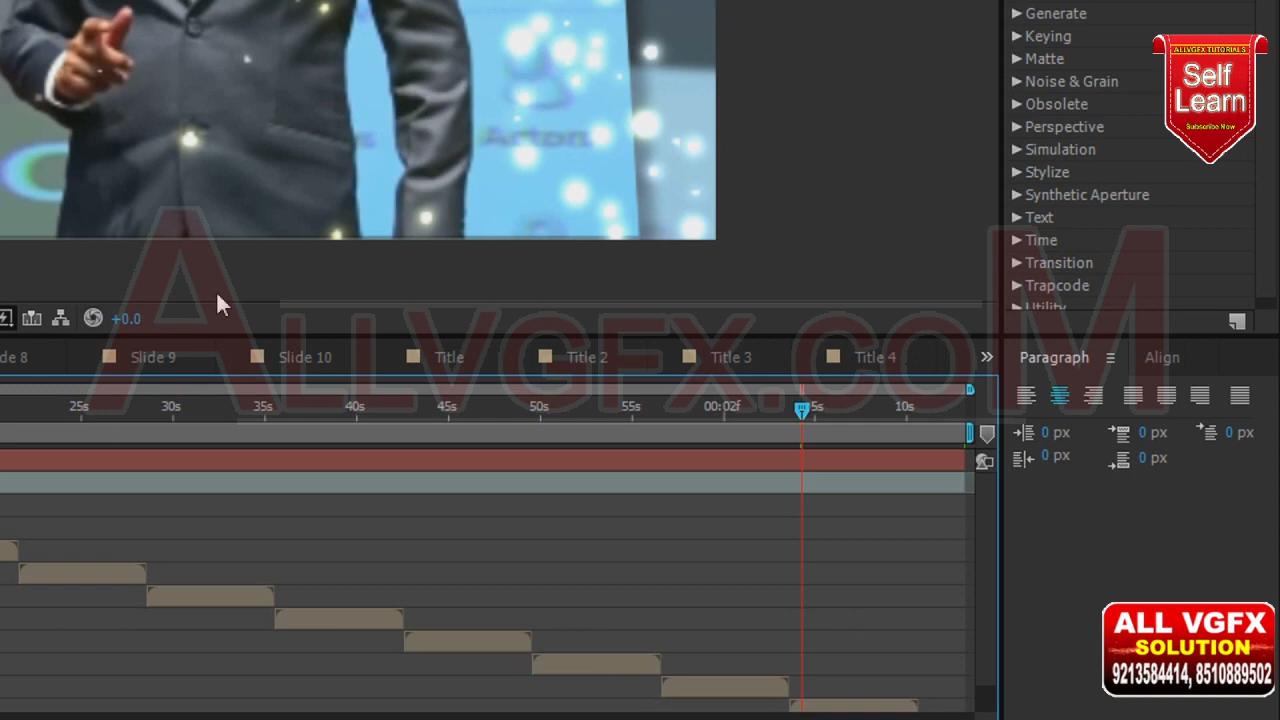 Generate
Keying
Matte
Noise & Grain
Obsolete
Perspective
Simulation
Stylize
Synthetic Aperture
Text
Time
Transition
Trapcode
Utility
ALLVGFX TUTORIALS
Self
Learn
Subscribe Now
Actors
ALLVGFX.COM
+0.0
de 8
Slide 9
Slide 10
Title
Title 2
Title 3
Title 4
25s
30s
35s
40s
45s
50s
55s
00:02f
5s
10s
Paragraph
Align
0 px
0 px
0 px
0 px
0 px
ALL VGFX
SOLUTION
9213584414, 8510889502